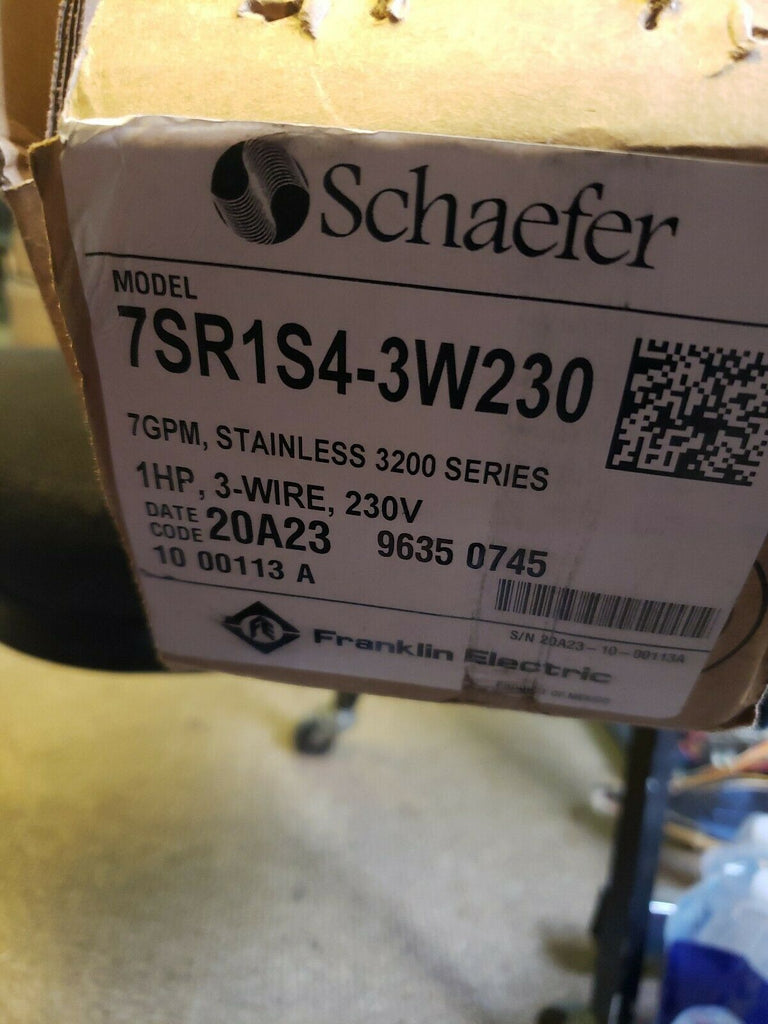 Schaefer
MODEL
7SR1S4-3W230
7GPM, STAINLESS 3200 SERIES
1HP, 3-WIRE, 230V
DATE CODE 20A23 9635 0745
10 00113 A
S/N 20A23-10-00113A
Franklin Electric